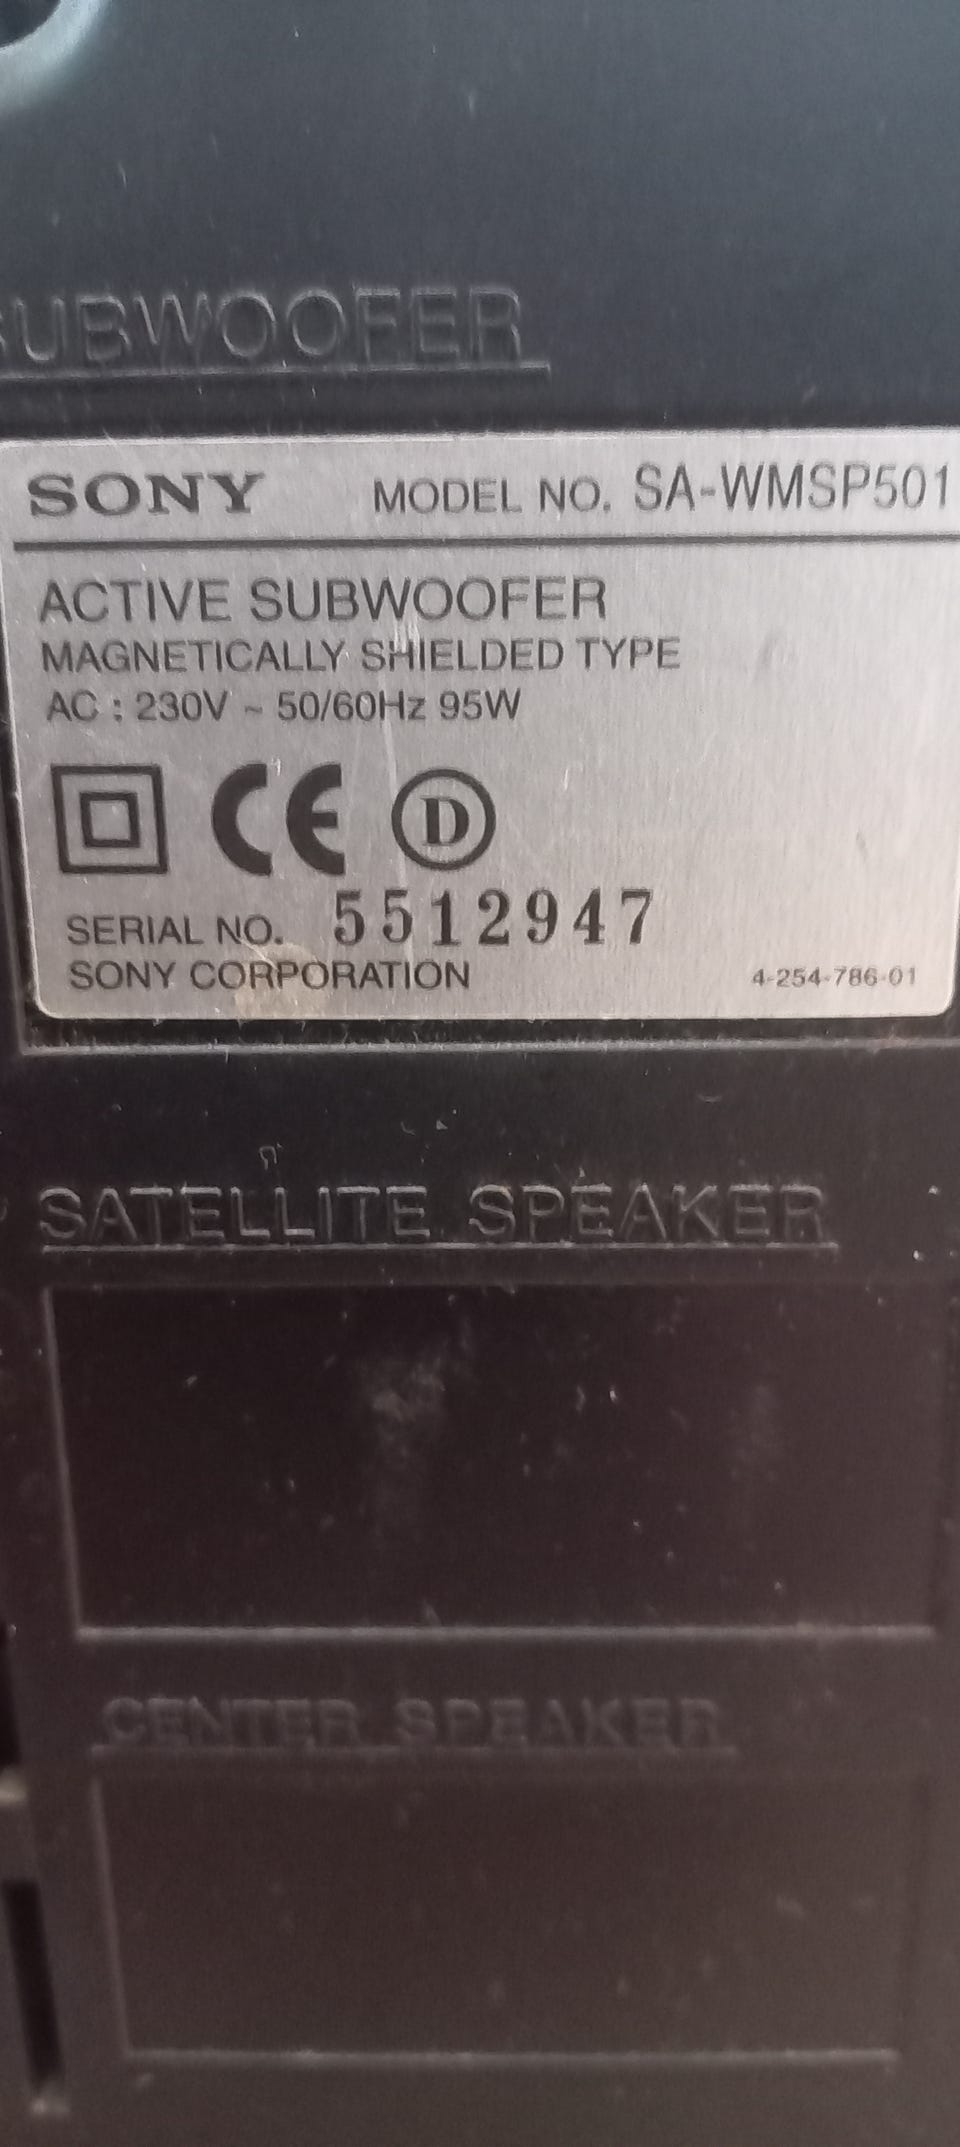 SUBWOOFER
SONY MODEL NO. SA-WMSP501
ACTIVE SUBWOOFER
MAGNETICALLY SHIELDED TYPE
AC : 230V ~ 50/60Hz 95W
CE D
SERIAL NO. 5512947
SONY CORPORATION 4-254-786-01
SATELLITE SPEAKER
CENTER SPEAKER